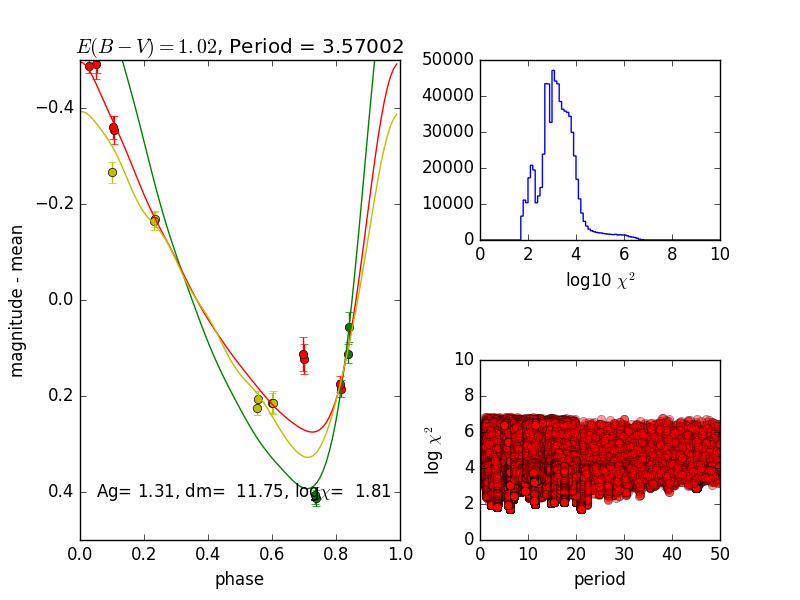 E(B − V) = 1.02, Period = 3.57002
magnitude - mean
−0.4
−0.2
0.0
0.2
0.4
Ag= 1.31, dm=  11.75, logχ=  1.81
0.0 0.2 0.4 0.6 0.8 1.0
phase
50000
40000
30000
20000
10000
0
0 2 4 6 8 10
log10 χ²
log χ²
10
8
6
4
2
0
0 10 20 30 40 50
period